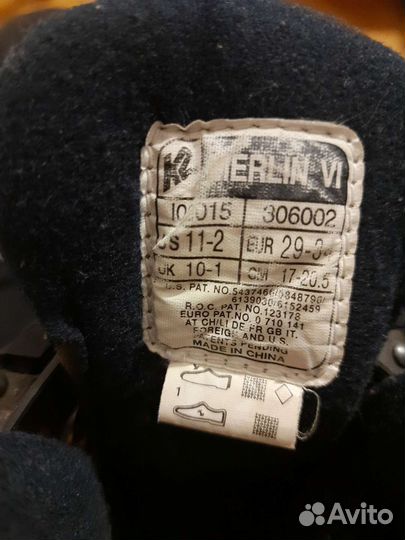 K2 MERLIN VI
306002
US 11-2 EUR 29-
UK 10-1 CM 17-20.5
U.S. PAT. NO. 5437466/5848796/
6139030/6152459
R.O.C. PAT NO.123178
EURO PAT.NO. 0 710 141
AT CH LI DE FR GB IT.
FOREIGN AND U.S.
PATENTS PENDING
MADE IN CHINA
1
Avito